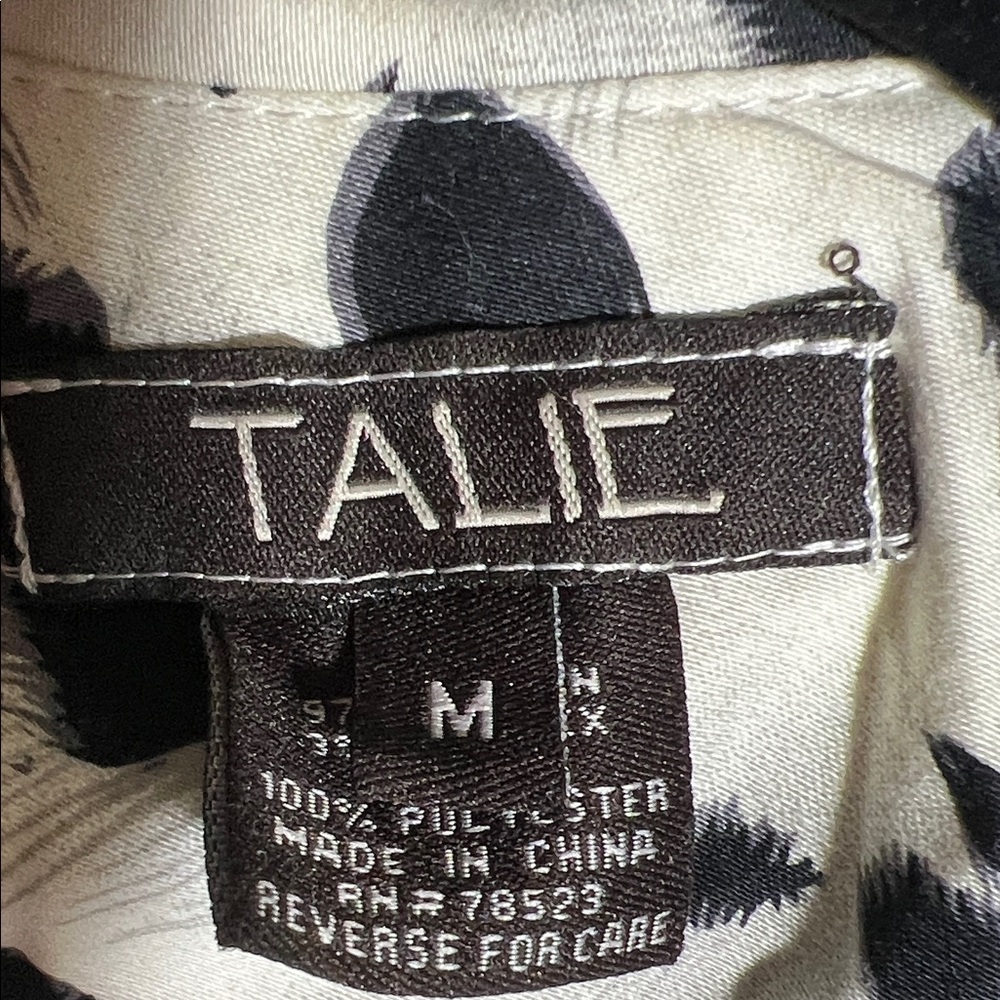 TALIE
M
100% POLYESTER
MADE IN CHINA
RN# 78523
REVERSE FOR CARE